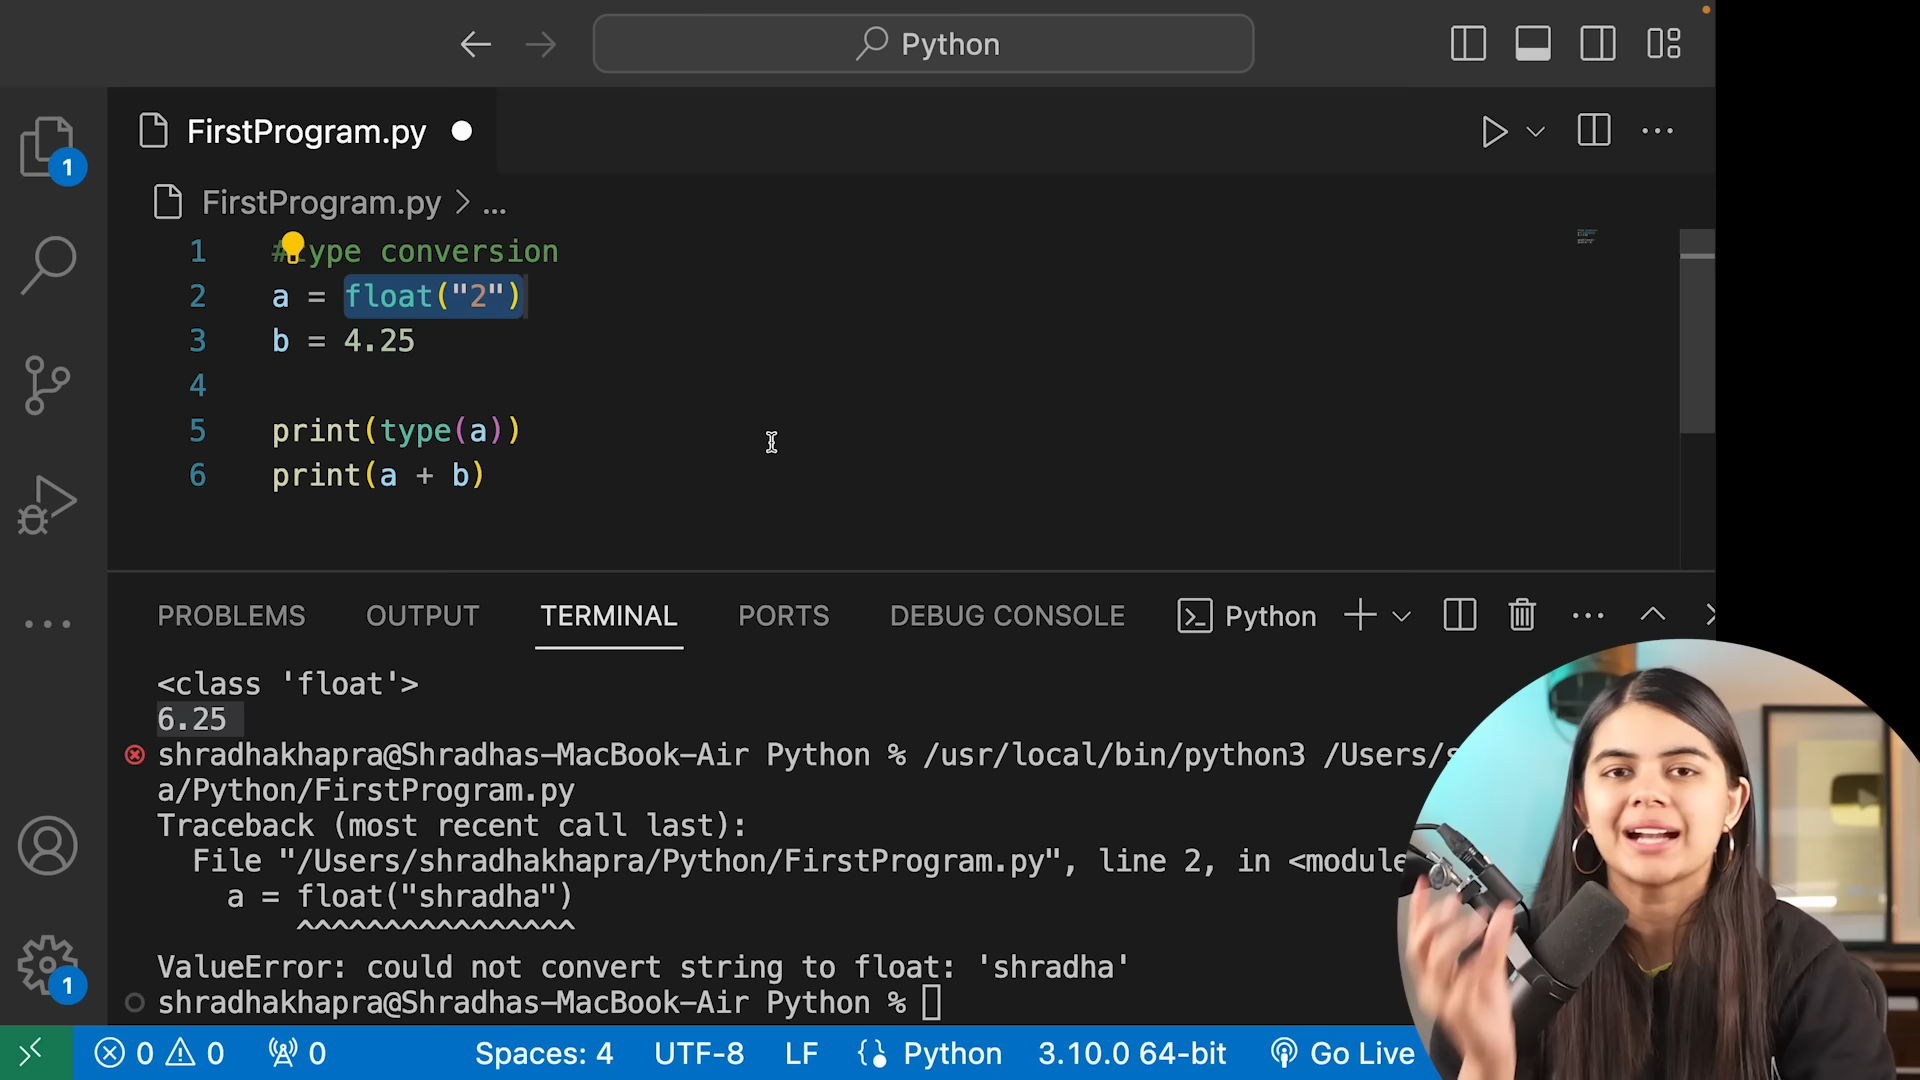 Python
1
FirstProgram.py
FirstProgram.py > ...
1 #type conversion
2 a = float("2")
3 b = 4.25
4
5 print(type(a))
6 print(a + b)
PROBLEMS OUTPUT TERMINAL PORTS DEBUG CONSOLE Python
<class 'float'>
6.25
shradhakhapra@Shradhas-MacBook-Air Python % /usr/local/bin/python3 /Users/s
a/Python/FirstProgram.py
Traceback (most recent call last):
File "/Users/shradhakhapra/Python/FirstProgram.py", line 2, in <module
a = float("shradha")
^^^^^^^^^^^^^^^^
ValueError: could not convert string to float: 'shradha'
shradhakhapra@Shradhas-MacBook-Air Python %
1
0 0 0 Spaces: 4 UTF-8 LF Python 3.10.0 64-bit Go Live